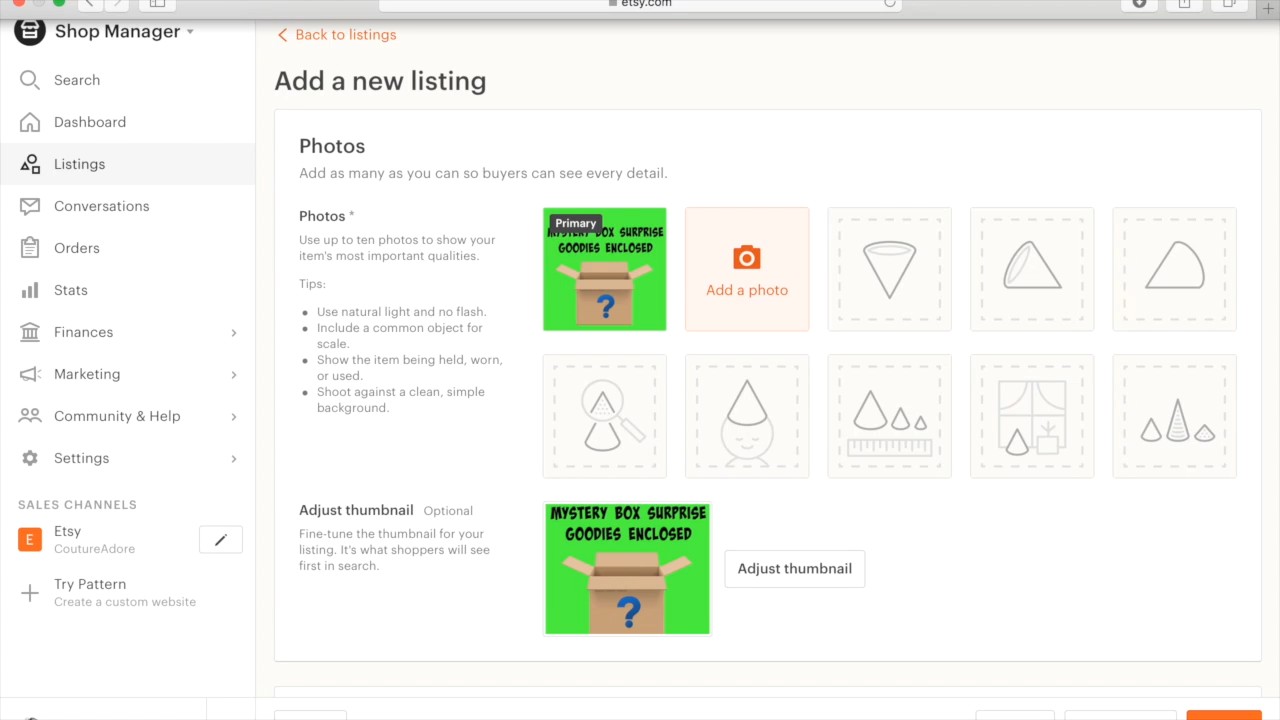 etsy.com
Shop Manager
Search
Dashboard
Listings
Conversations
Orders
Stats
Finances
Marketing
Community & Help
Settings
SALES CHANNELS
E
Etsy
CoutureAdore
Try Pattern
Create a custom website
Back to listings
Add a new listing
Photos
Add as many as you can so buyers can see every detail.
Photos *
Use up to ten photos to show your
item's most important qualities.
Tips:
Use natural light and no flash.
Include a common object for
scale.
Show the item being held, worn,
or used.
Shoot against a clean, simple
background.
Primary
MYSTERY BOX SURPRISE
GOODIES ENCLOSED
?
Add a photo
Adjust thumbnail Optional
Fine-tune the thumbnail for your
listing. It's what shoppers will see
first in search.
MYSTERY BOX SURPRISE
GOODIES ENCLOSED
?
Adjust thumbnail